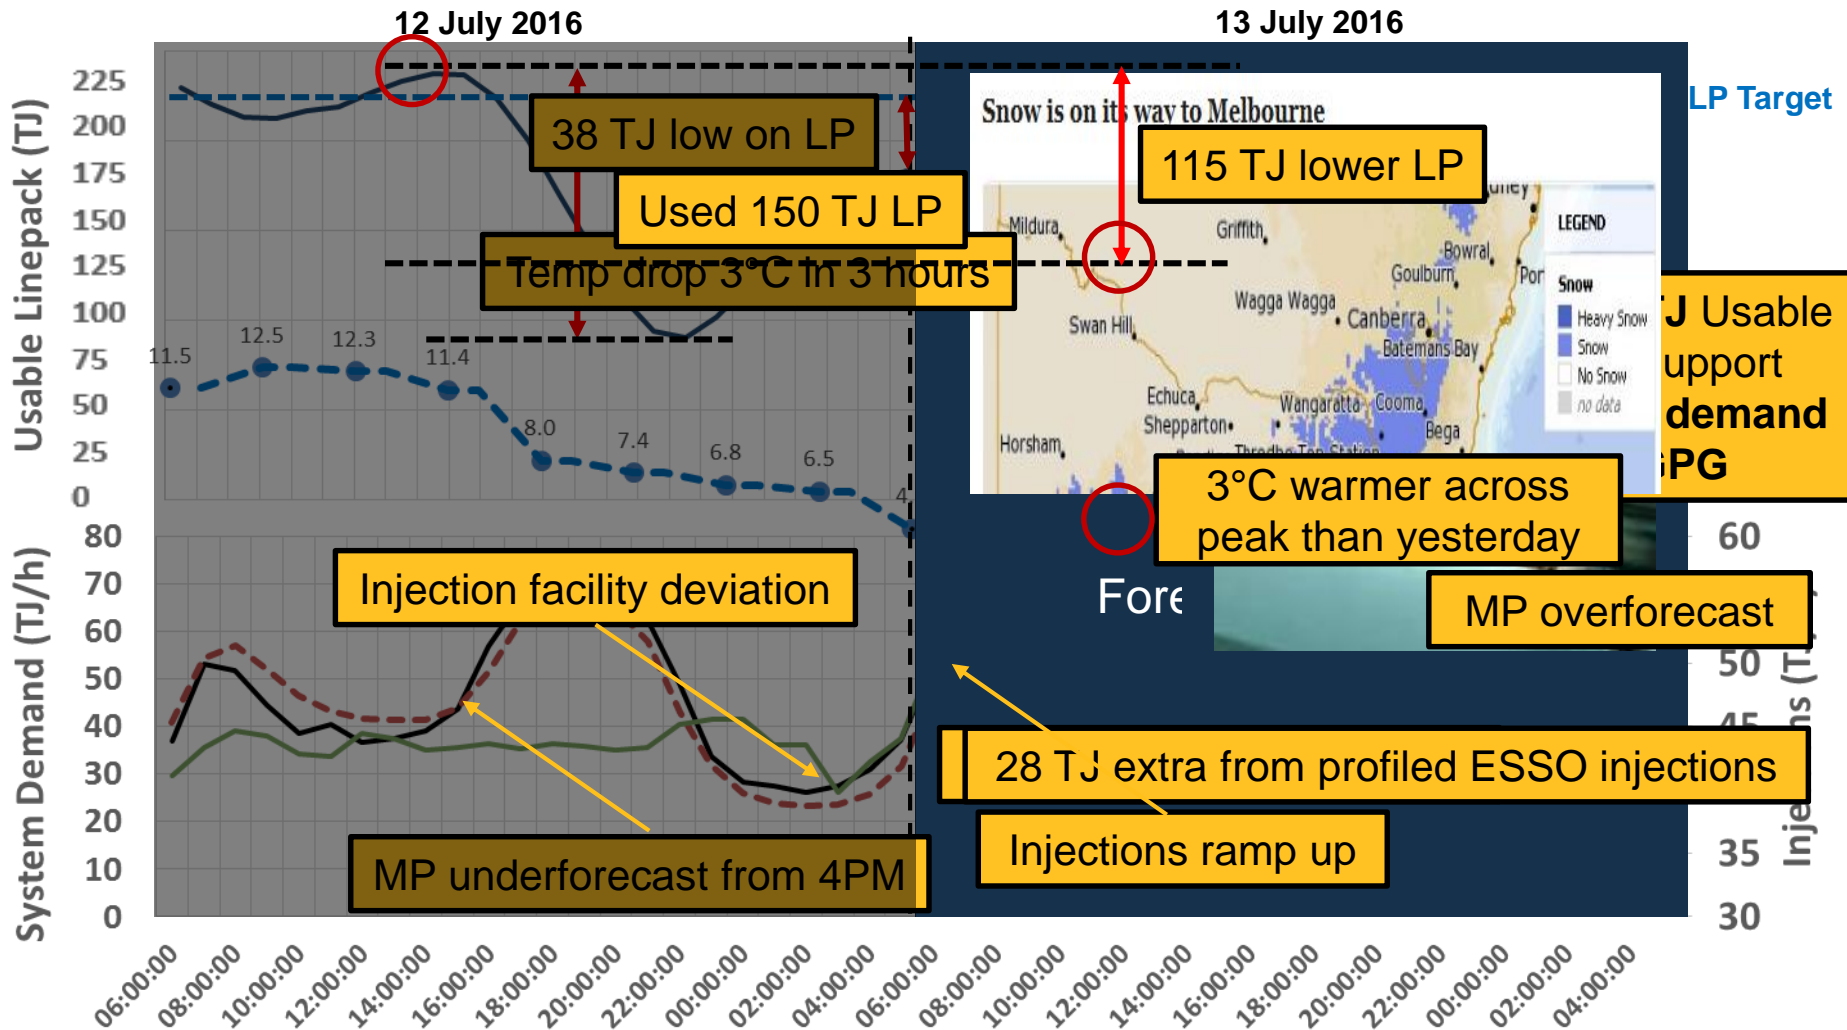 12 July 2016
13 July 2016
Usable Linepack (TJ)
225
200
175
150
125
100
75
50
25
0
LP Target
38 TJ low on LP
Used 150 TJ LP
Temp drop 3°C in 3 hours
11.5
12.5
12.3
11.4
8.0
7.4
6.8
6.5
4.
Snow is on its way to Melbourne
115 TJ lower LP
Mildura
Griffith
Bowral
Goulburn
Wagga Wagga
Canberra
Swan Hill
Batemans Bay
Echuca
Shepparton
Wangaratta
Cooma
Bega
Horsham
LEGEND
Snow
Heavy Snow
Snow
No Snow
no data
TJ Usable
upport
demand
GPG
3°C warmer across
peak than yesterday
Fore
MP overforecast
System Demand (TJ/h)
80
70
60
50
40
30
20
10
0
Injection facility deviation
MP underforecast from 4PM
28 TJ extra from profiled ESSO injections
Injections ramp up
60
50
45
35
30
06:00:00
08:00:00
10:00:00
12:00:00
14:00:00
16:00:00
18:00:00
20:00:00
22:00:00
00:00:00
02:00:00
04:00:00
06:00:00
08:00:00
10:00:00
12:00:00
14:00:00
16:00:00
18:00:00
20:00:00
22:00:00
00:00:00
02:00:00
04:00:00